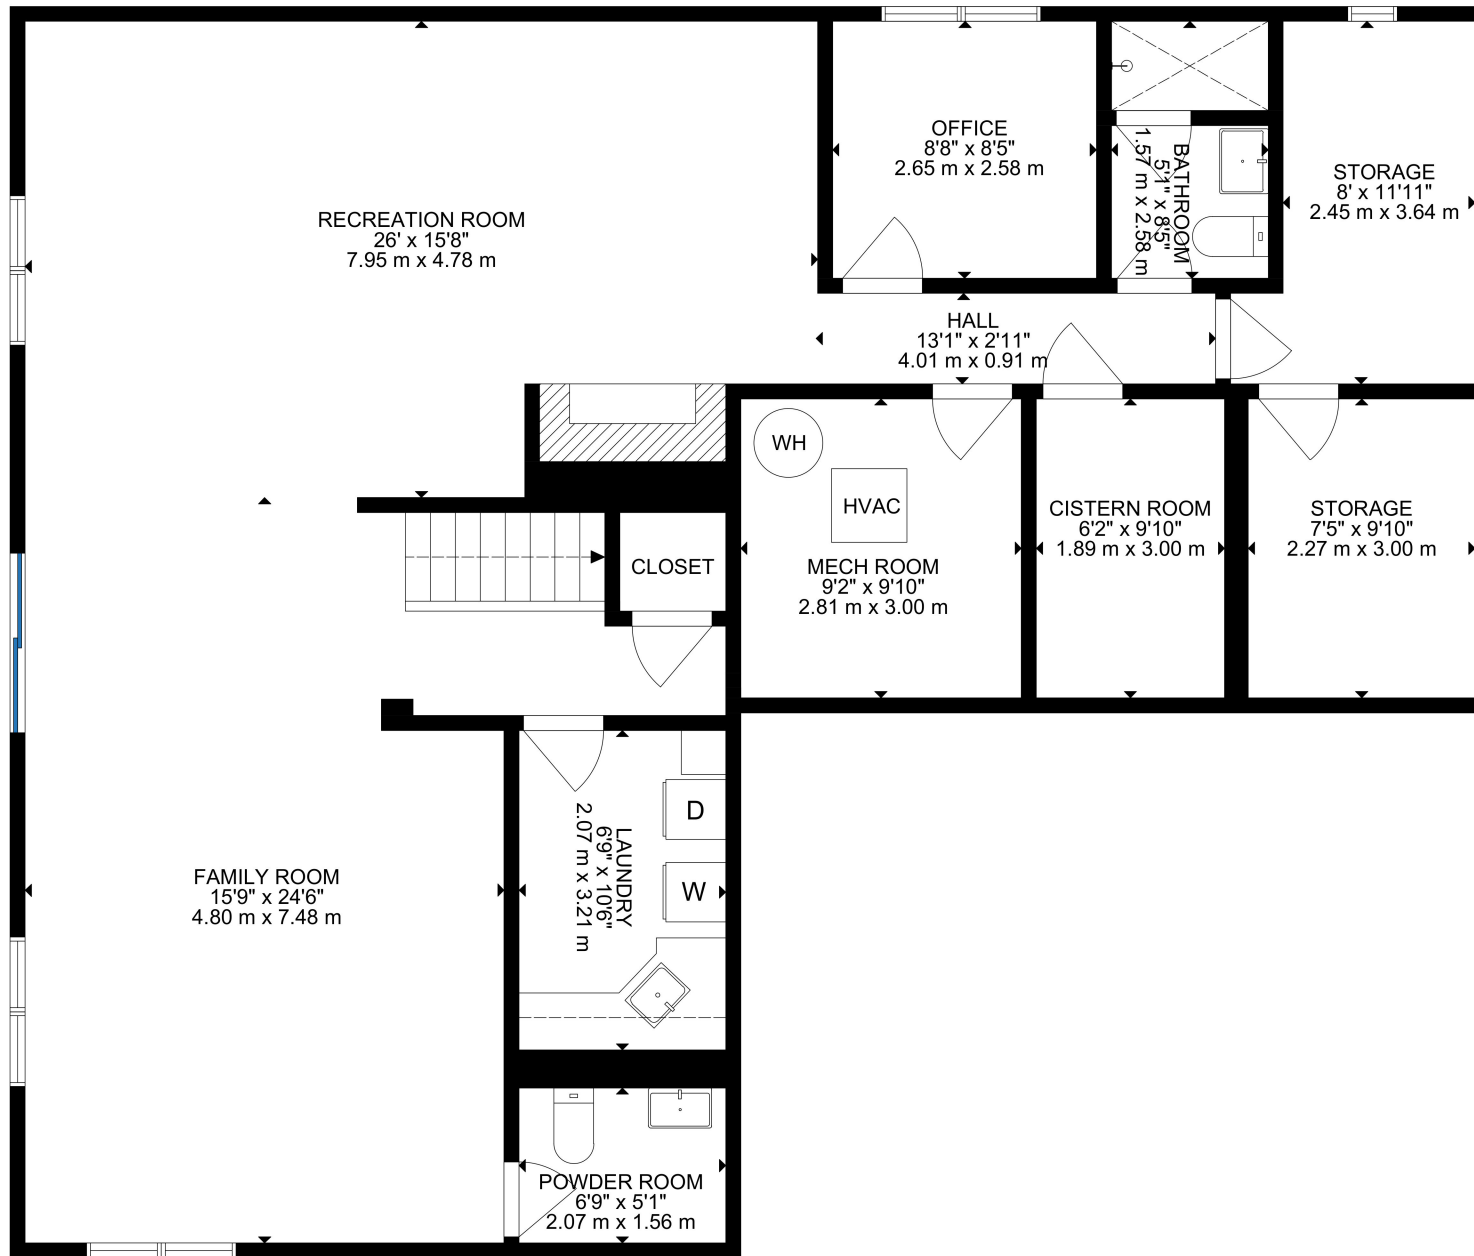 RECREATION ROOM
26' x 15'8"
7.95 m x 4.78 m
OFFICE
8'8" x 8'5"
2.65 m x 2.58 m
BATHROOM
5'1" x 8'5"
1.57 m x 2.58 m
STORAGE
8' x 11'11"
2.45 m x 3.64 m
HALL
13'1" x 2'11"
4.01 m x 0.91 m
WH
HVAC
MECH ROOM
9'2" x 9'10"
2.81 m x 3.00 m
CISTERN ROOM
6'2" x 9'10"
1.89 m x 3.00 m
STORAGE
7'5" x 9'10"
2.27 m x 3.00 m
CLOSET
D
W
LAUNDRY
6'9" x 10'6"
2.07 m x 3.21 m
FAMILY ROOM
15'9" x 24'6"
4.80 m x 7.48 m
POWDER ROOM
6'9" x 5'1"
2.07 m x 1.56 m